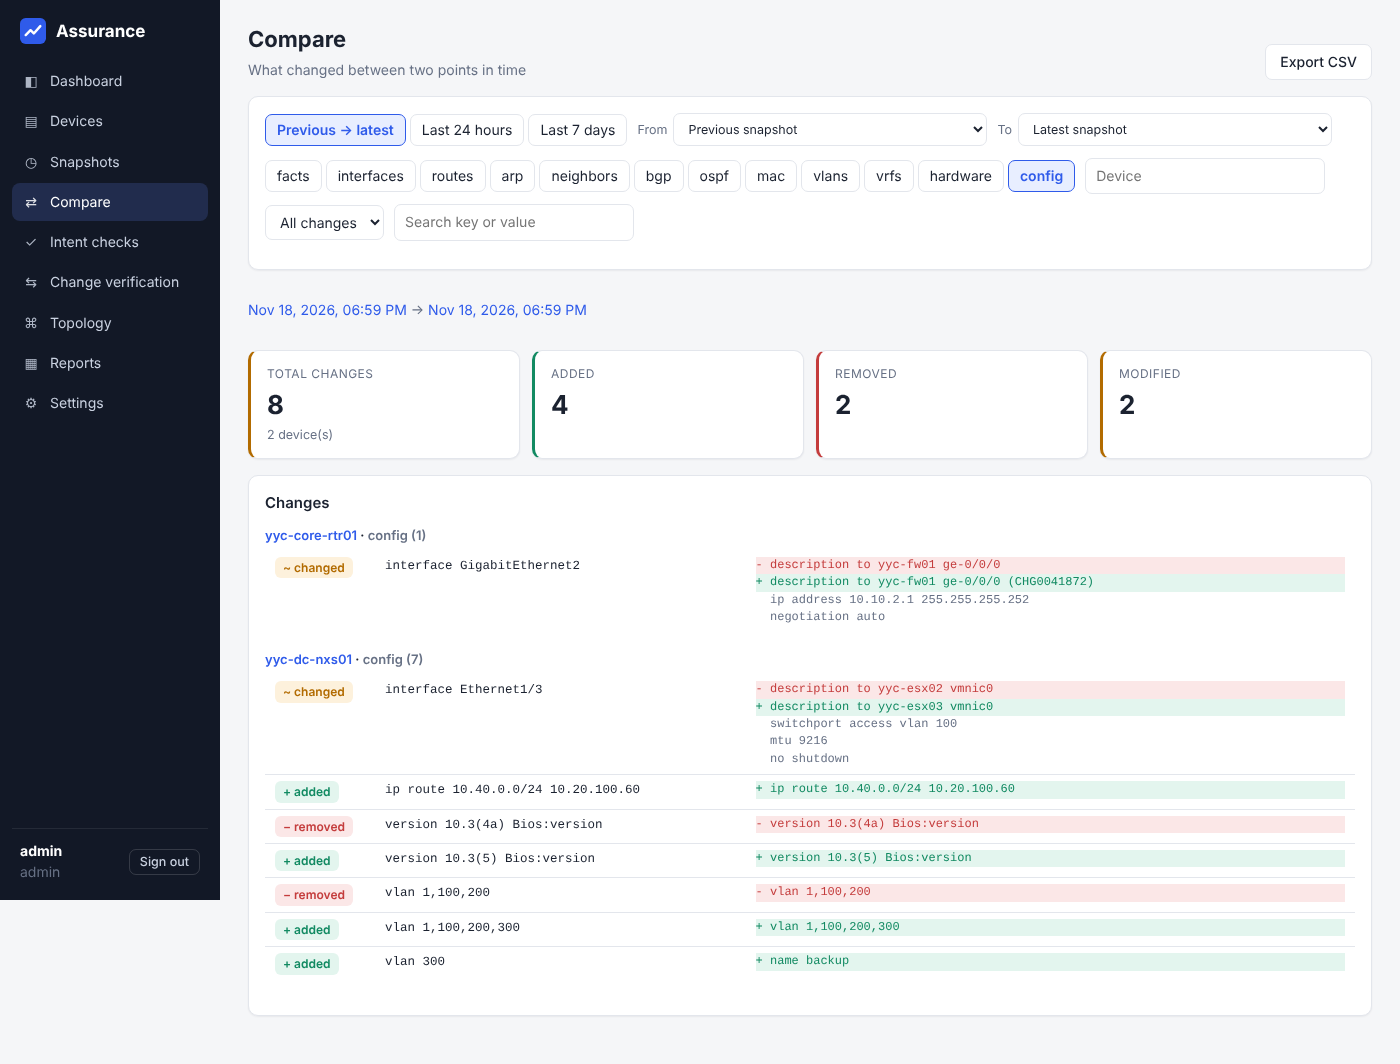 Assurance
Dashboard
Devices
Snapshots
Compare
Intent checks
Change verification
Topology
Reports
Settings
admin
admin
Sign out
Compare
What changed between two points in time
Export CSV
Previous → latest Last 24 hours Last 7 days From Previous snapshot To Latest snapshot
facts interfaces routes arp neighbors bgp ospf mac vlans vrfs hardware config Device
All changes Search key or value
Nov 18, 2026, 06:59 PM → Nov 18, 2026, 06:59 PM
TOTAL CHANGES
8
2 device(s)
ADDED
4
REMOVED
2
MODIFIED
2
Changes
yyc-core-rtr01 · config (1)
~ changed interface GigabitEthernet2
- description to yyc-fw01 ge-0/0/0
+ description to yyc-fw01 ge-0/0/0 (CHG0041872)
ip address 10.10.2.1 255.255.255.252
negotiation auto
yyc-dc-nxs01 · config (7)
~ changed interface Ethernet1/3
- description to yyc-esx02 vmnic0
+ description to yyc-esx03 vmnic0
switchport access vlan 100
mtu 9216
no shutdown
+ added ip route 10.40.0.0/24 10.20.100.60 + ip route 10.40.0.0/24 10.20.100.60
− removed version 10.3(4a) Bios:version - version 10.3(4a) Bios:version
+ added version 10.3(5) Bios:version + version 10.3(5) Bios:version
− removed vlan 1,100,200 - vlan 1,100,200
+ added vlan 1,100,200,300 + vlan 1,100,200,300
+ added vlan 300 + name backup